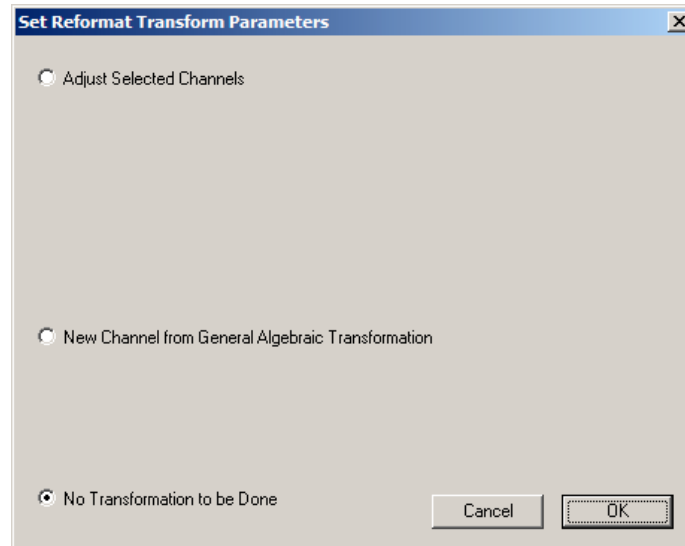 Set Reformat Transform Parameters
Adjust Selected Channels
New Channel from General Algebraic Transformation
No Transformation to be Done
Cancel
OK